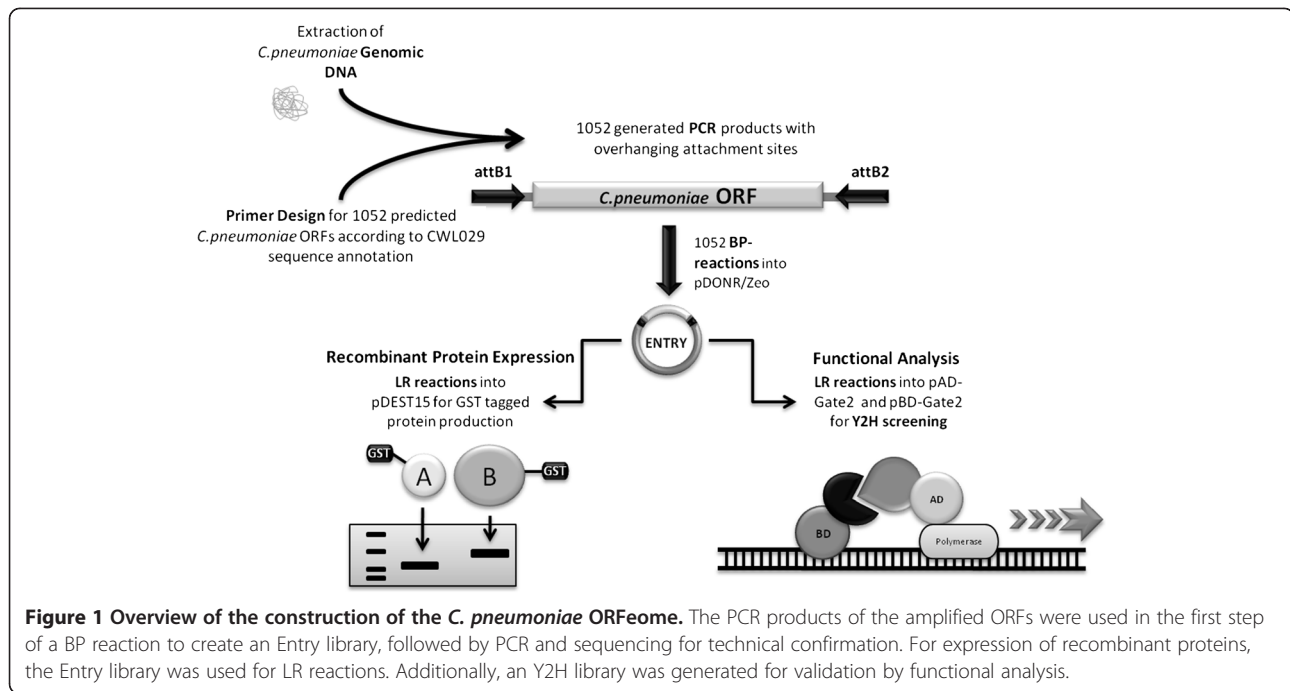 Extraction of
C.pneumoniae Genomic
DNA
1052 generated PCR products with
overhanging attachment sites
attB1
attB2
C.pneumoniae ORF
Primer Design for 1052 predicted
C.pneumoniae ORFs according to CWL029
sequence annotation
1052 BP-
reactions into
pDONR/Zeo
ENTRY
Recombinant Protein Expression
LR reactions into
pDEST15 for GST tagged
protein production
Functional Analysis
LR reactions into pAD-
Gate2 and pBD-Gate2
for Y2H screening
GST
A
B
GST
AD
BD
Polymerase
Figure 1 Overview of the construction of the C. pneumoniae ORFeome. The PCR products of the amplified ORFs were used in the first step
of a BP reaction to create an Entry library, followed by PCR and sequencing for technical confirmation. For expression of recombinant proteins,
the Entry library was used for LR reactions. Additionally, an Y2H library was generated for validation by functional analysis.